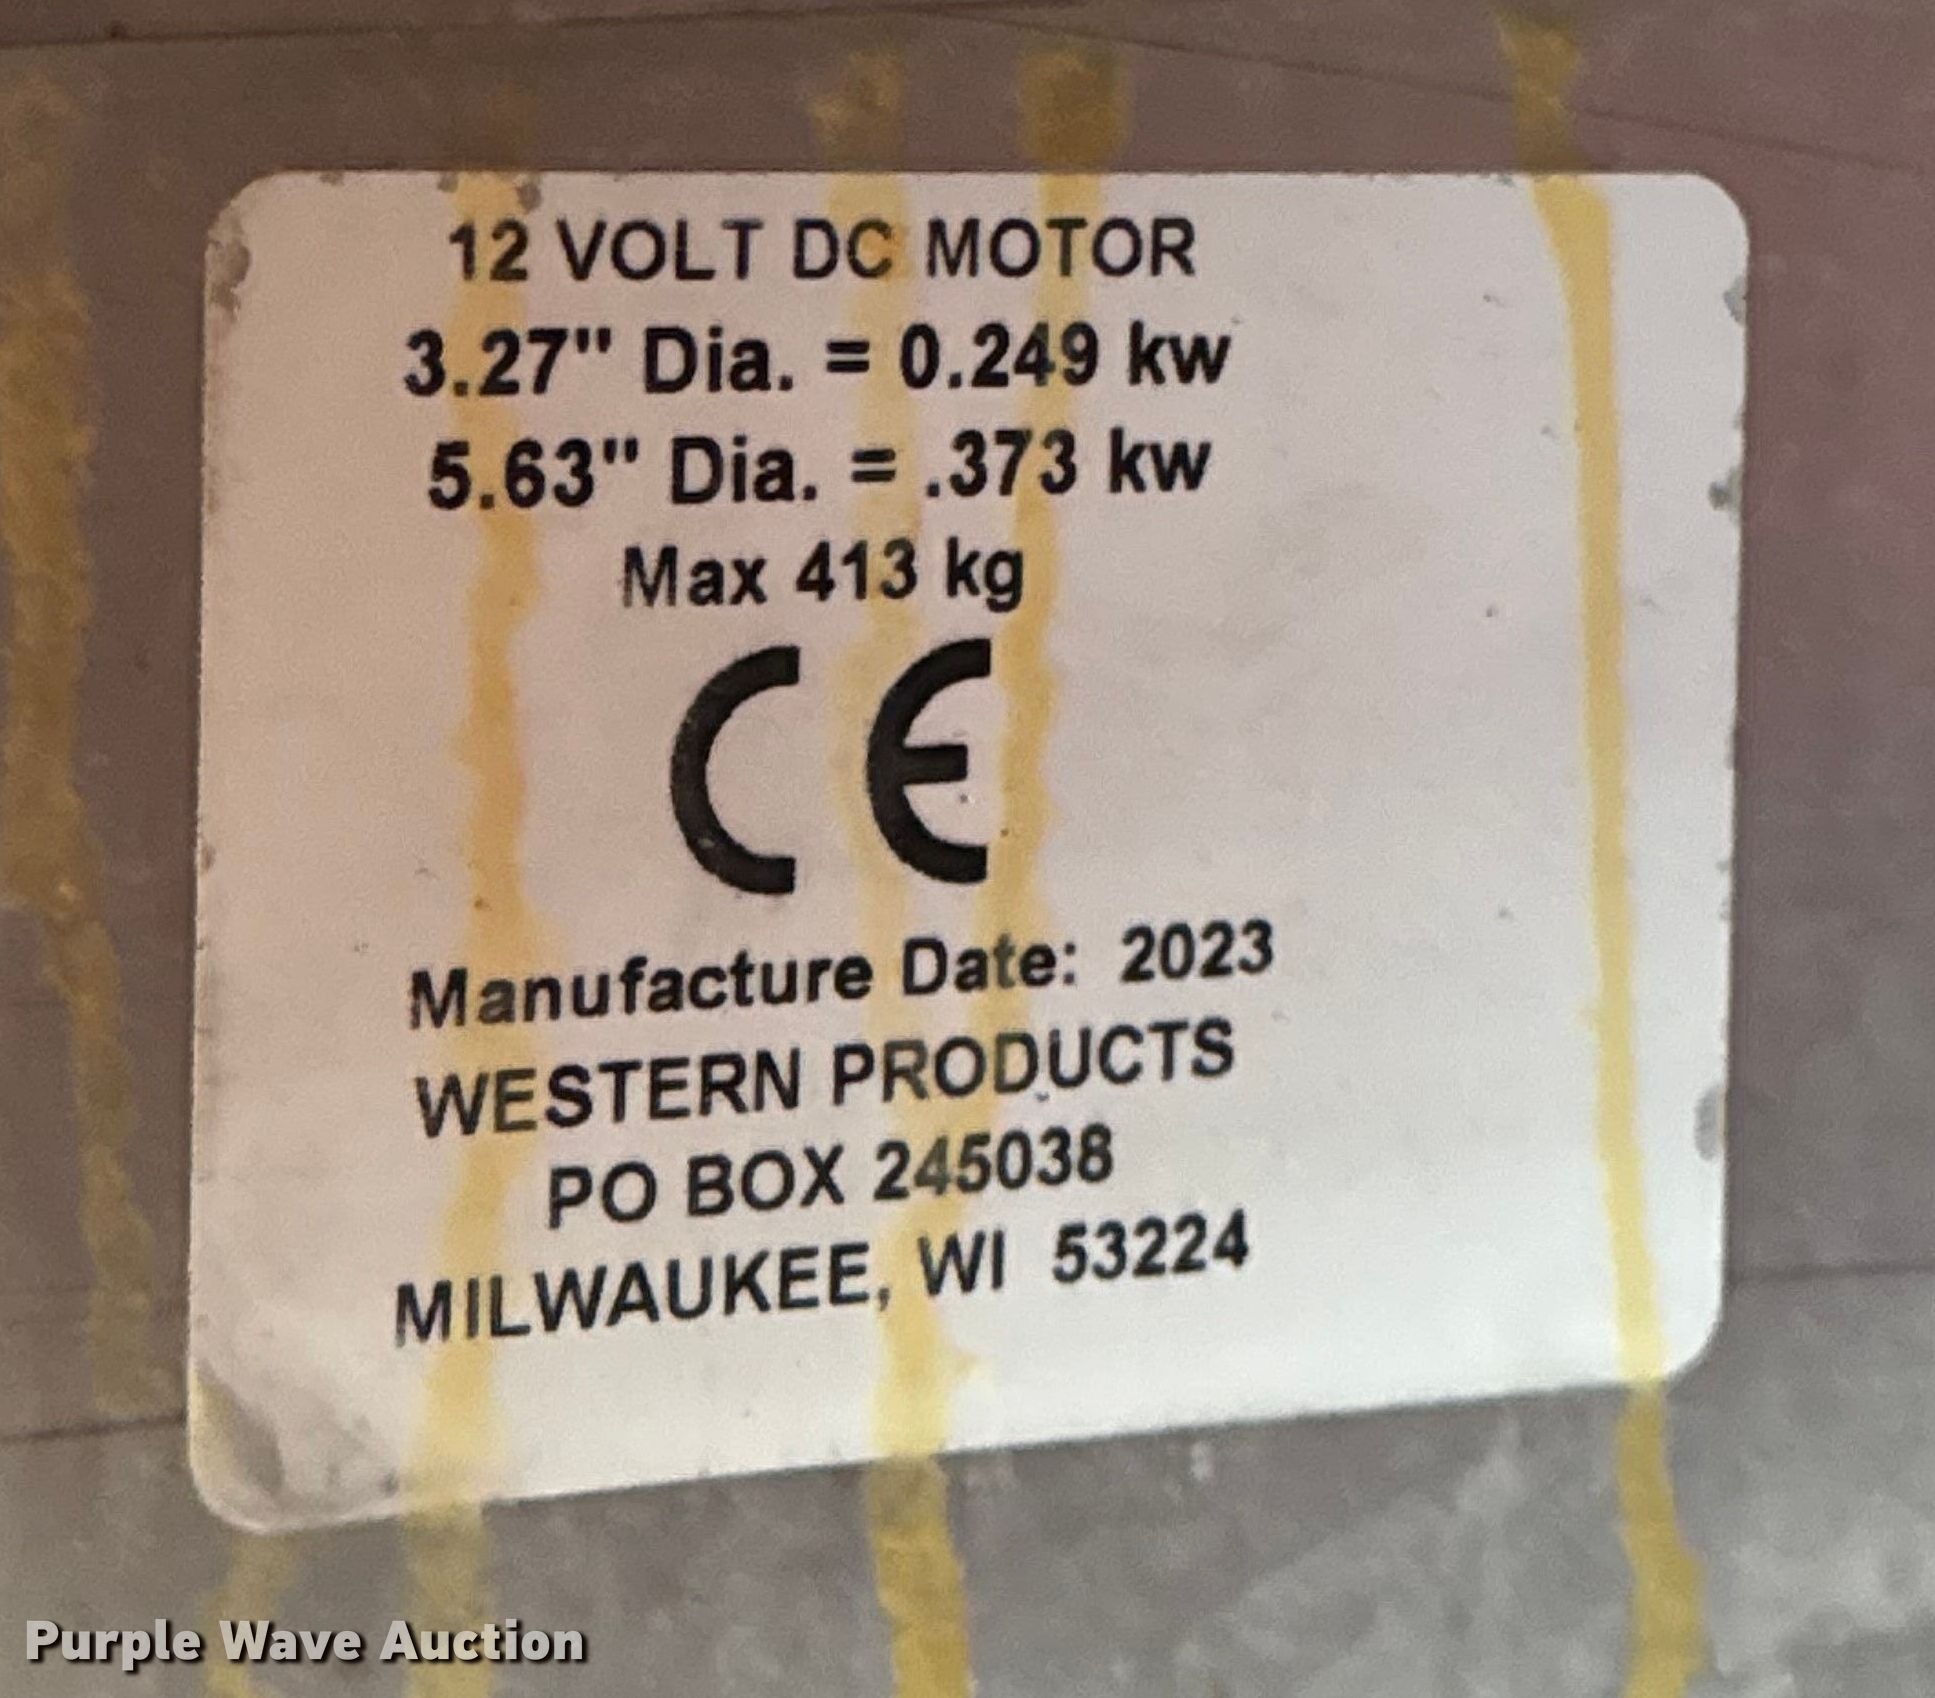 12 VOLT DC MOTOR
3.27" Dia. = 0.249 kw
5.63" Dia. = .373 kw
Max 413 kg
CE
Manufacture Date: 2023
WESTERN PRODUCTS
PO BOX 245038
MILWAUKEE, WI 53224
Purple Wave Auction